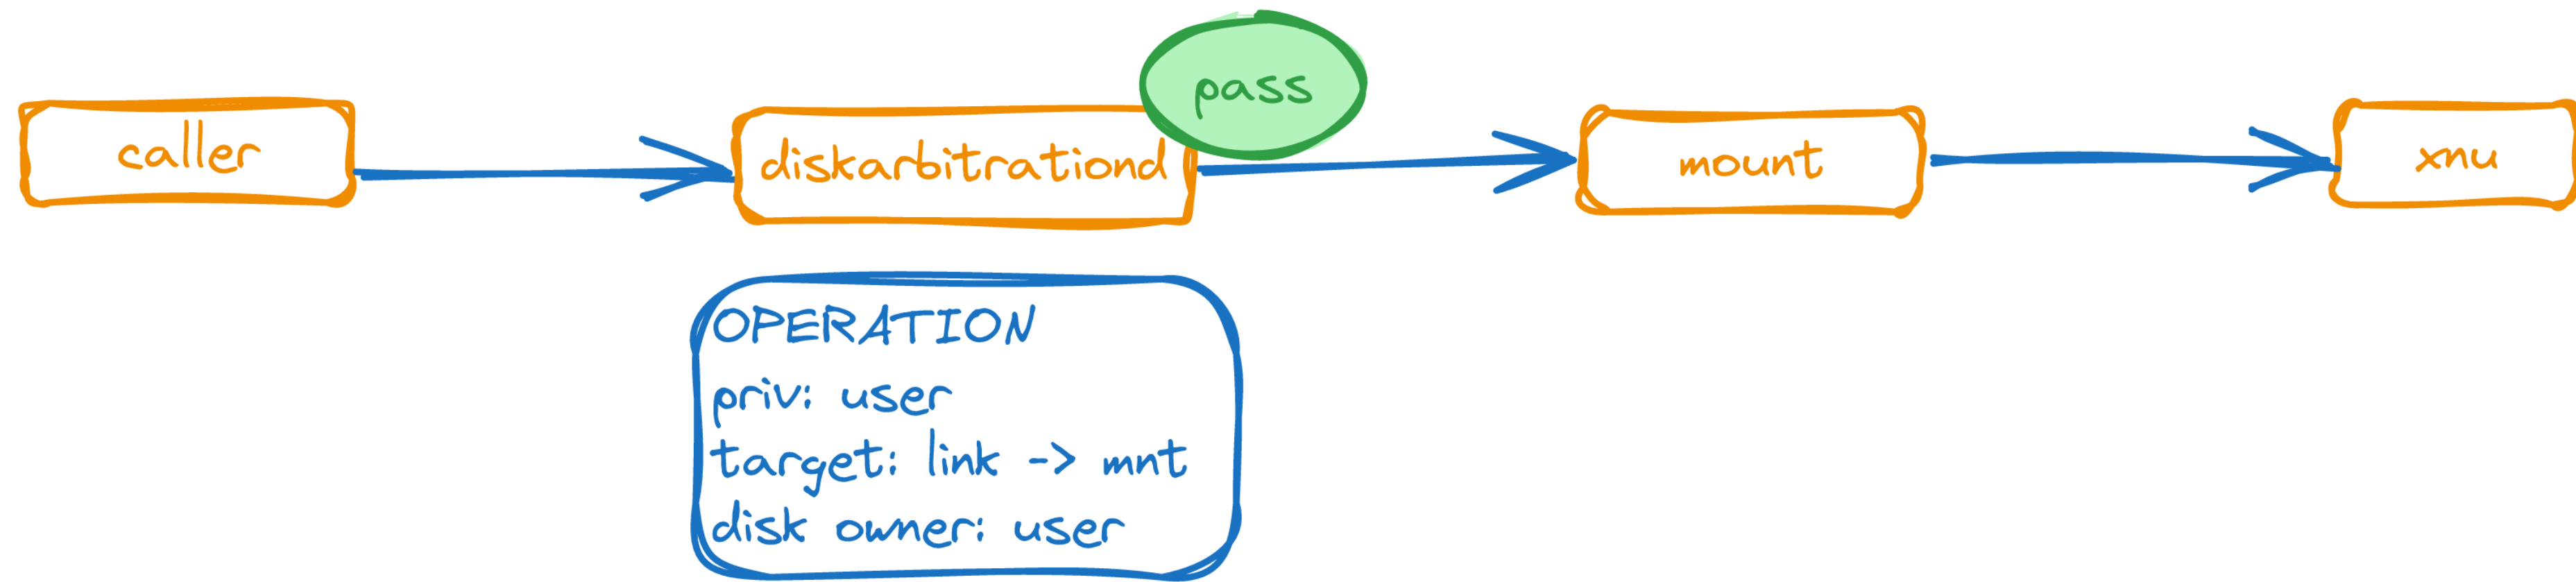 pass
caller
diskarbitrationd
mount
xnu
OPERATION
priv: user
target: link -> mnt
disk owner: user